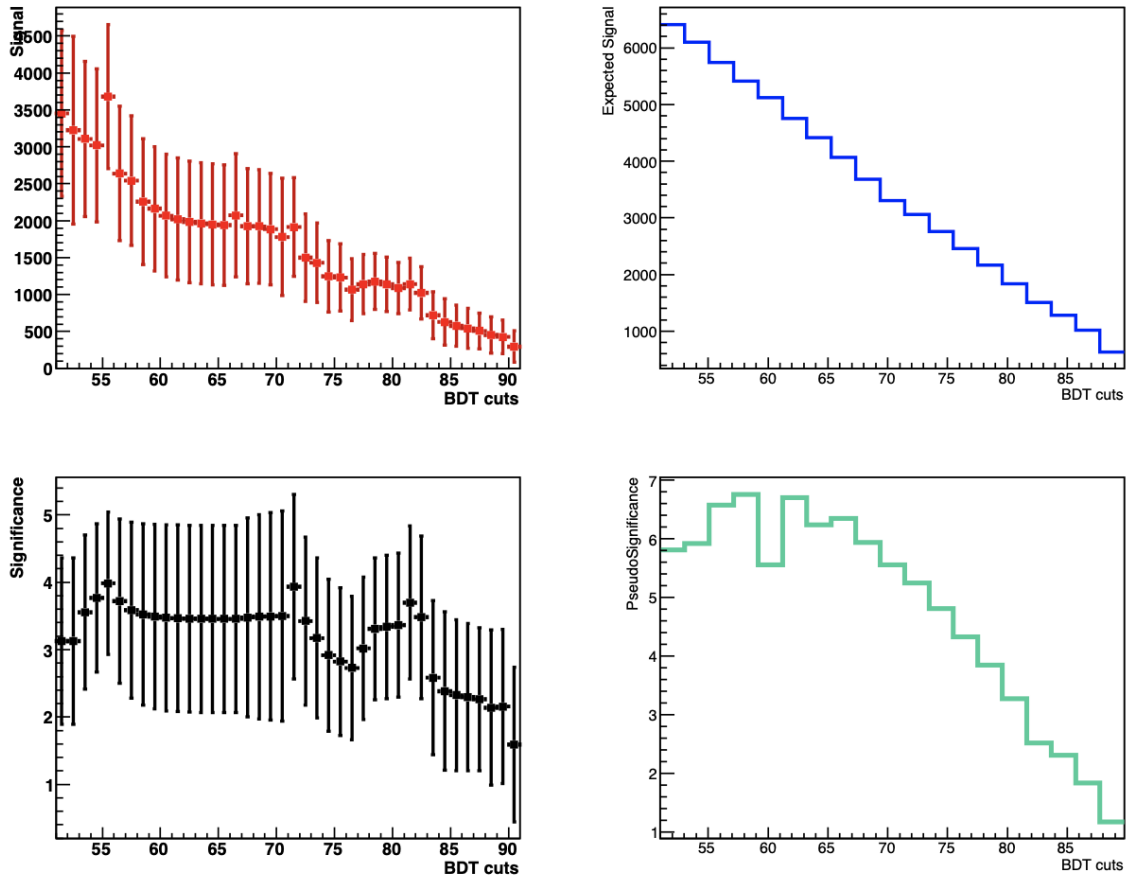 Signal
4500
4000
3500
3000
2500
2000
1500
1000
500
0
55 60 65 70 75 80 85 90
BDT cuts
Expected Signal
6000
5000
4000
3000
2000
1000
55 60 65 70 75 80 85
BDT cuts
Significance
5
4
3
2
1
55 60 65 70 75 80 85 90
BDT cuts
PseudoSignificance
7
6
5
4
3
2
1
55 60 65 70 75 80 85
BDT cuts